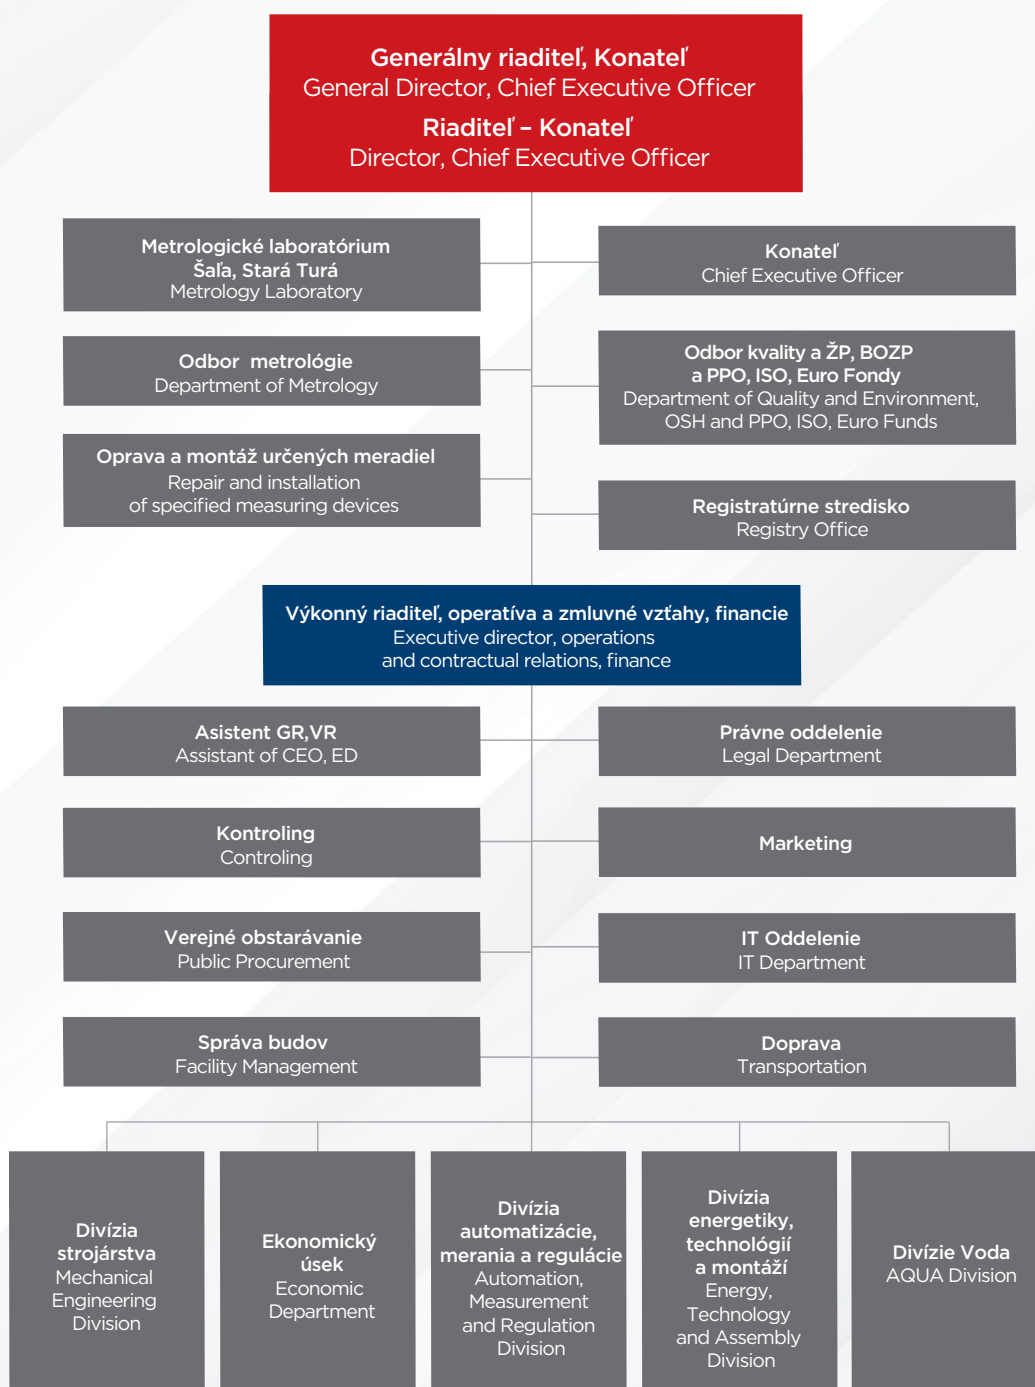 Generálny riaditeľ, Konateľ
General Director, Chief Executive Officer
Riaditeľ – Konateľ
Director, Chief Executive Officer
Metrologické laboratórium
Šaľa, Stará Turá
Metrology Laboratory
Konateľ
Chief Executive Officer
Odbor metrológie
Department of Metrology
Odbor kvality a ŽP, BOZP
a PPO, ISO, Euro Fondy
Department of Quality and Environment,
OSH and PPO, ISO, Euro Funds
Oprava a montáž určených meradiel
Repair and installation
of specified measuring devices
Registratúrne stredisko
Registry Office
Výkonný riaditeľ, operatíva a zmluvné vzťahy, financie
Executive director, operations
and contractual relations, finance
Asistent GR,VR
Assistant of CEO, ED
Právne oddelenie
Legal Department
Kontroling
Controling
Marketing
Verejné obstarávanie
Public Procurement
IT Oddelenie
IT Department
Správa budov
Facility Management
Doprava
Transportation
Divízia
strojárstva
Mechanical
Engineering
Division
Ekonomický
úsek
Economic
Department
Divízia
automatizácie,
merania a regulácie
Automation,
Measurement
and Regulation
Division
Divízia
energetiky,
technológií
a montáží
Energy,
Technology
and Assembly
Division
Divízie Voda
AQUA Division